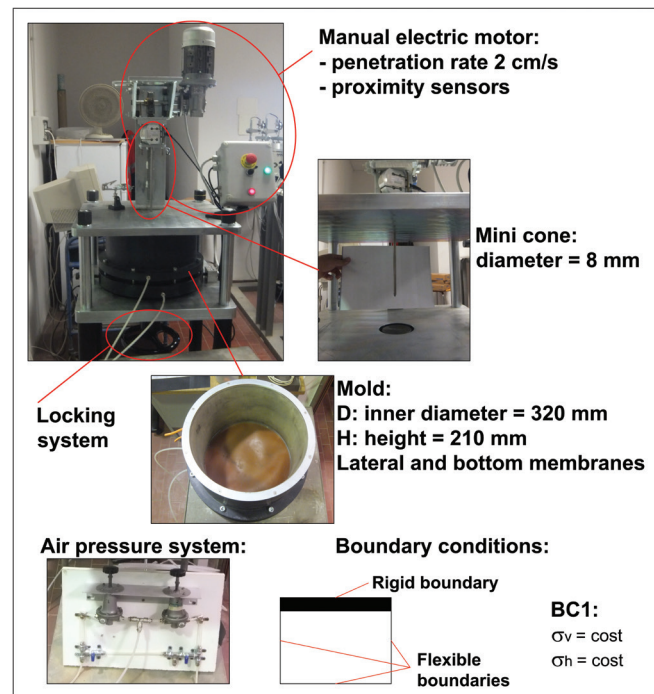 Manual electric motor:
- penetration rate 2 cm/s
- proximity sensors
Mini cone:
diameter = 8 mm
Locking
system
Mold:
D: inner diameter = 320 mm
H: height = 210 mm
Lateral and bottom membranes
Air pressure system:
Boundary conditions:
Rigid boundary
BC1:
σv = cost
σh = cost
Flexible
boundaries